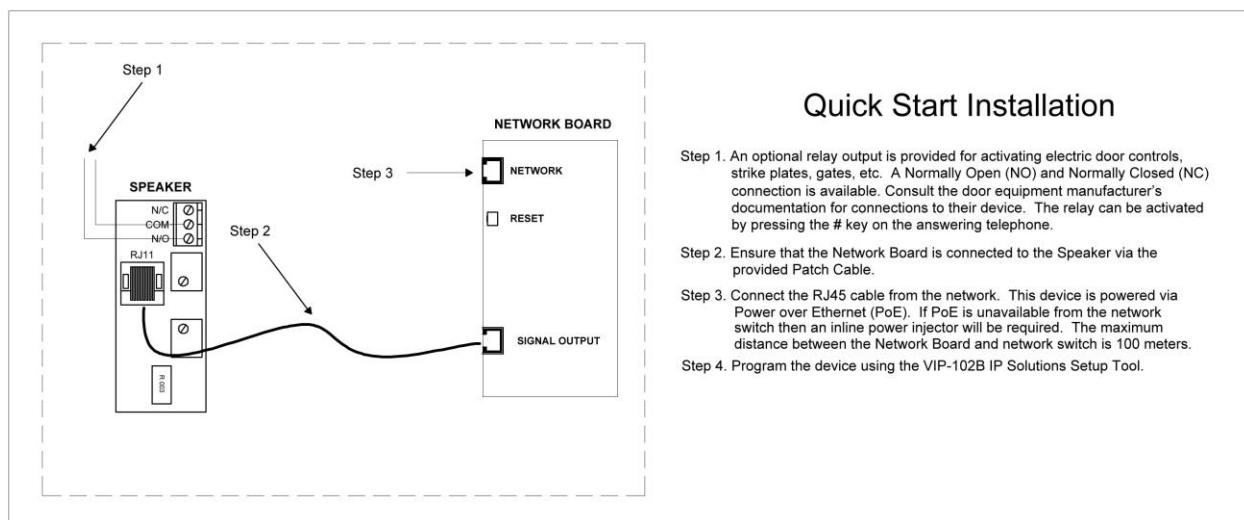 Step 1
NETWORK BOARD
Step 3
NETWORK
SPEAKER
N/C
COM
N/O
RESET
Step 2
RJ11
SIGNAL OUTPUT
R 003
Quick Start Installation
Step 1. An optional relay output is provided for activating electric door controls,
strike plates, gates, etc. A Normally Open (NO) and Normally Closed (NC)
connection is available. Consult the door equipment manufacturer's
documentation for connections to their device. The relay can be activated
by pressing the # key on the answering telephone.
Step 2. Ensure that the Network Board is connected to the Speaker via the
provided Patch Cable.
Step 3. Connect the RJ45 cable from the network. This device is powered via
Power over Ethernet (PoE). If PoE is unavailable from the network
switch then an inline power injector will be required. The maximum
distance between the Network Board and network switch is 100 meters.
Step 4. Program the device using the VIP-102B IP Solutions Setup Tool.